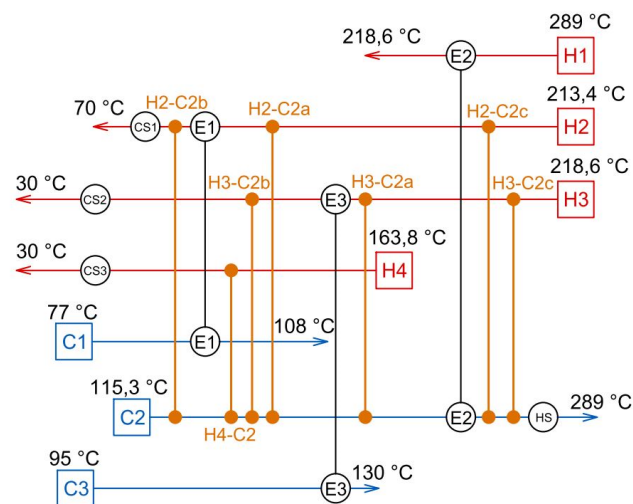 289 °C
218,6 °C
E2
H1
213,4 °C
70 °C
H2-C2b
H2-C2a
H2-C2c
CS1
E1
H2
218,6 °C
30 °C
H3-C2b
H3-C2a
H3-C2c
CS2
E3
H3
163,8 °C
30 °C
CS3
H4
77 °C
108 °C
C1
E1
115,3 °C
289 °C
C2
E2
HS
H4-C2
95 °C
130 °C
C3
E3